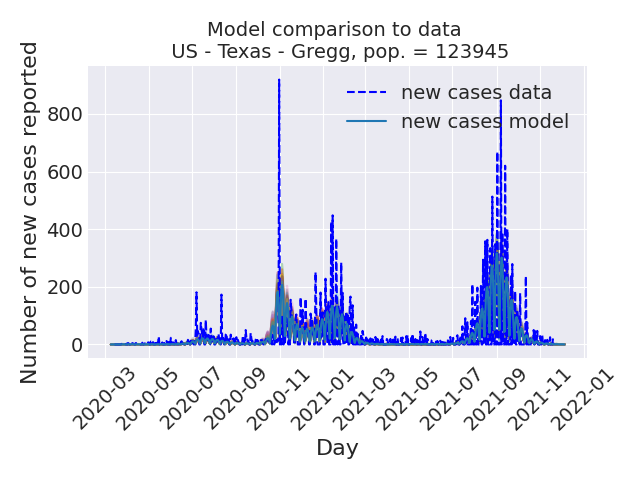 Model comparison to data
US - Texas - Gregg, pop. = 123945
Number of new cases reported
800
600
400
200
0
new cases data
new cases model
2020-03
2020-05
2020-07
2020-09
2020-11
2021-01
2021-03
2021-05
2021-07
2021-09
2021-11
2022-01
Day